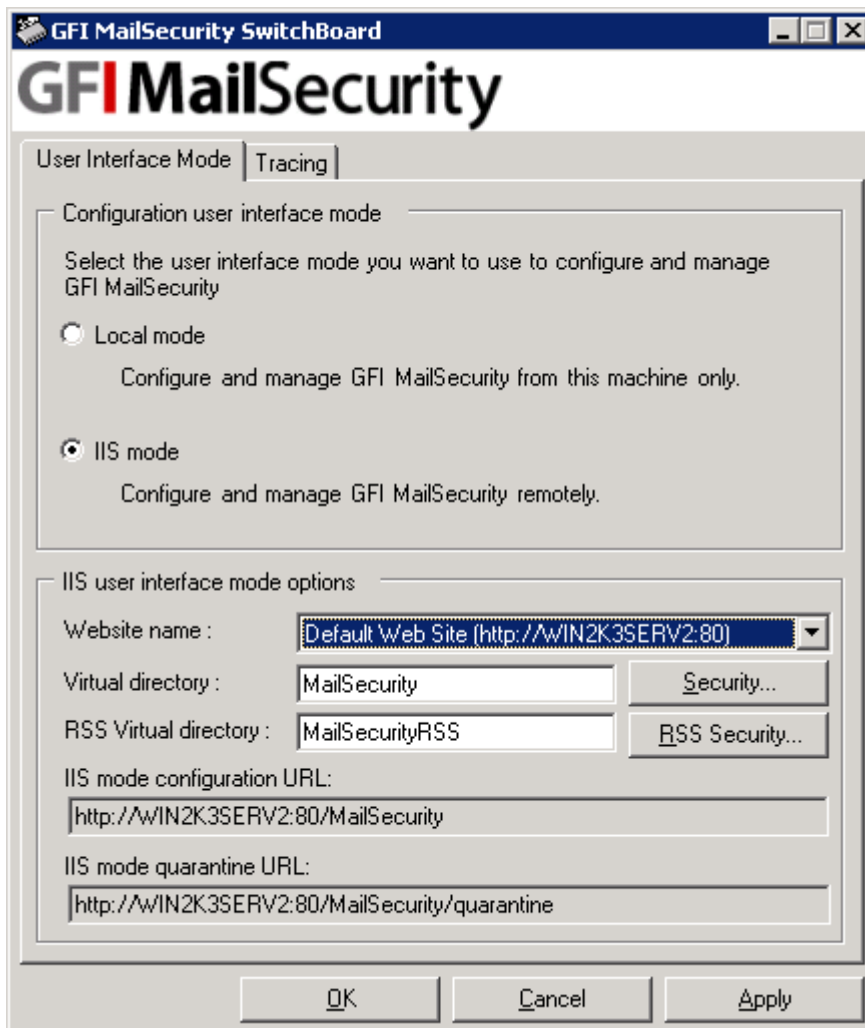 GFI MailSecurity SwitchBoard
GFI MailSecurity
User Interface Mode
Tracing
Configuration user interface mode
Select the user interface mode you want to use to configure and manage
GFI MailSecurity
Local mode
Configure and manage GFI MailSecurity from this machine only.
IIS mode
Configure and manage GFI MailSecurity remotely.
IIS user interface mode options
Website name :
Default Web Site (http://WIN2K3SERV2:80)
Virtual directory :
MailSecurity
Security...
RSS Virtual directory :
MailSecurityRSS
RSS Security...
IIS mode configuration URL:
http://WIN2K3SERV2:80/MailSecurity
IIS mode quarantine URL:
http://WIN2K3SERV2:80/MailSecurity/quarantine
OK
Cancel
Apply